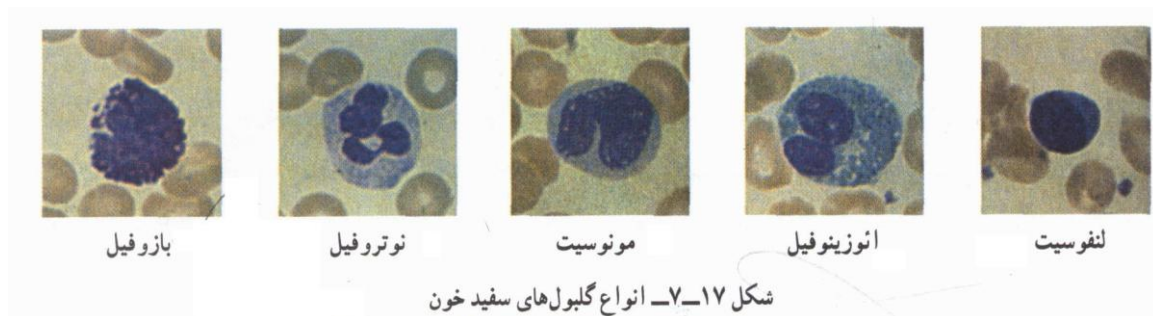 لنفوسیت ائوزینوفیل مونوسیت نوتروفیل بازوفیل
شکل ۱۷ــ۷ــ انواع گلبول‌های سفید خون